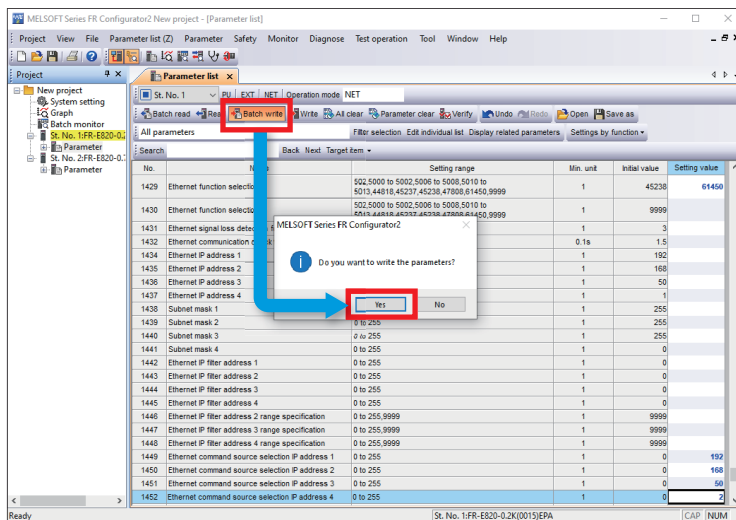 MELSOFT Series FR Configurator2 New project - [Parameter list]
Project View File Parameter list(Z) Parameter Safety Monitor Diagnose Test operation Tool Window Help
Project
New project
System setting
Graph
Batch monitor
St. No. 1:FR-E820-0.2
Parameter
St. No. 2:FR-E820-0.
Parameter
Parameter list
St. No. 1 PU EXT NET Operation mode NET
Batch read Batch write Write All clear Parameter clear Verify Undo Redo Open Save as
All parameters Filter selection Edit individual list Display related parameters Settings by function
Search Back Next Target item
No. Setting range Min. unit Initial value Setting value
1429 Ethernet function selection 502,5000 to 5002,5006 to 5008,5010 to 5013,44818,45237,45238,47808,61450,9999 1 45238 61450
1430 Ethernet function selection 502,5000 to 5002,5006 to 5008,5010 to 5013,44818,45237,45238,47808,61450,9999 1 9999
1431 Ethernet signal loss 1 3
1432 Ethernet communication 0.1s 1.5
1434 Ethernet IP address 1 1 192
1435 Ethernet IP address 2 1 168
1436 Ethernet IP address 3 1 50
1437 Ethernet IP address 4 1 1
1438 Subnet mask 1 1 255
1439 Subnet mask 2 0 to 255 1 255
1440 Subnet mask 3 0 to 255 1 255
1441 Subnet mask 4 0 to 255 1 0
1442 Ethernet IP filter address 1 0 to 255 1 0
1443 Ethernet IP filter address 2 0 to 255 1 0
1444 Ethernet IP filter address 3 0 to 255 1 0
1445 Ethernet IP filter address 4 0 to 255 1 0
1446 Ethernet IP filter address 2 range specification 0 to 255,9999 1 9999
1447 Ethernet IP filter address 3 range specification 0 to 255,9999 1 9999
1448 Ethernet IP filter address 4 range specification 0 to 255,9999 1 9999
1449 Ethernet command source selection IP address 1 0 to 255 1 0 192
1450 Ethernet command source selection IP address 2 0 to 255 1 0 168
1451 Ethernet command source selection IP address 3 0 to 255 1 0 50
1452 Ethernet command source selection IP address 4 0 to 255 1 0 2
MELSOFT Series FR Configurator2
Do you want to write the parameters?
Yes No
Ready St. No. 1:FR-E820-0.2K(0015)EPA CAP NUM